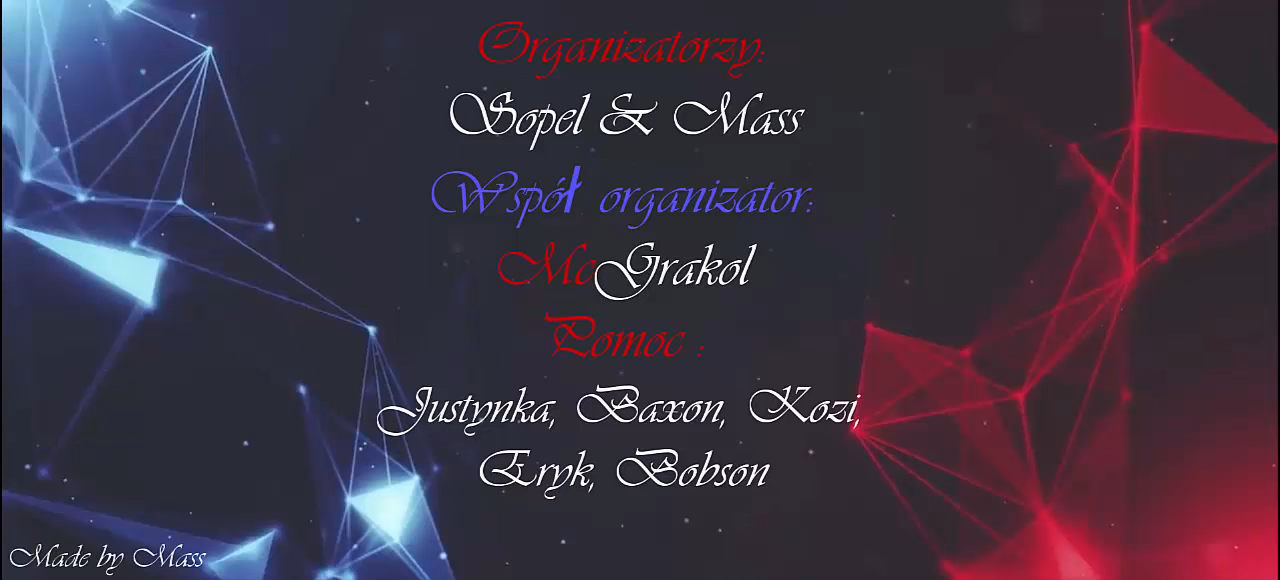 Organizatorzy:
Sopel & Mass
Współ organizator:
McGrakol
Pomoc :
Justynka, Baxon, Kozi,
Eryk, Bobson
Made by Mass